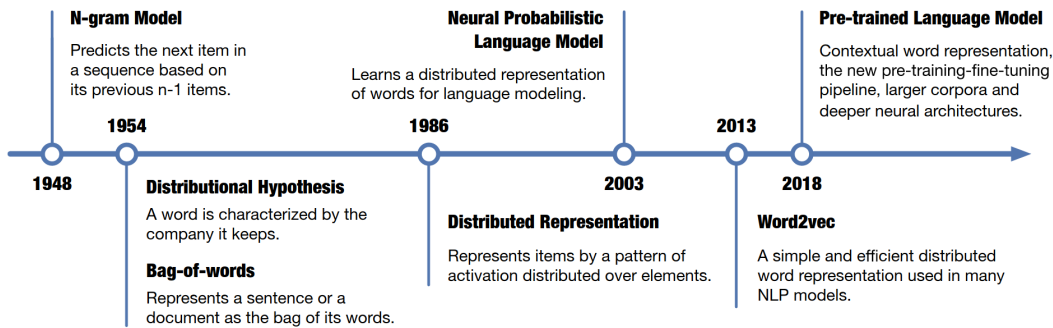 N-gram Model
Predicts the next item in
a sequence based on
its previous n-1 items.
Neural Probabilistic
Language Model
Learns a distributed representation
of words for language modeling.
Pre-trained Language Model
Contextual word representation,
the new pre-training-fine-tuning
pipeline, larger corpora and
deeper neural architectures.
1954
1986
2013
1948
2003
2018
Distributional Hypothesis
A word is characterized by the
company it keeps.
Bag-of-words
Represents a sentence or a
document as the bag of its words.
Distributed Representation
Represents items by a pattern of
activation distributed over elements.
Word2vec
A simple and efficient distributed
word representation used in many
NLP models.